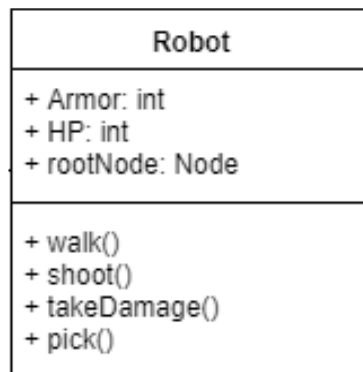 Robot
+ Armor: int
+ HP: int
+ rootNode: Node
+ walk()
+ shoot()
+ takeDamage()
+ pick()